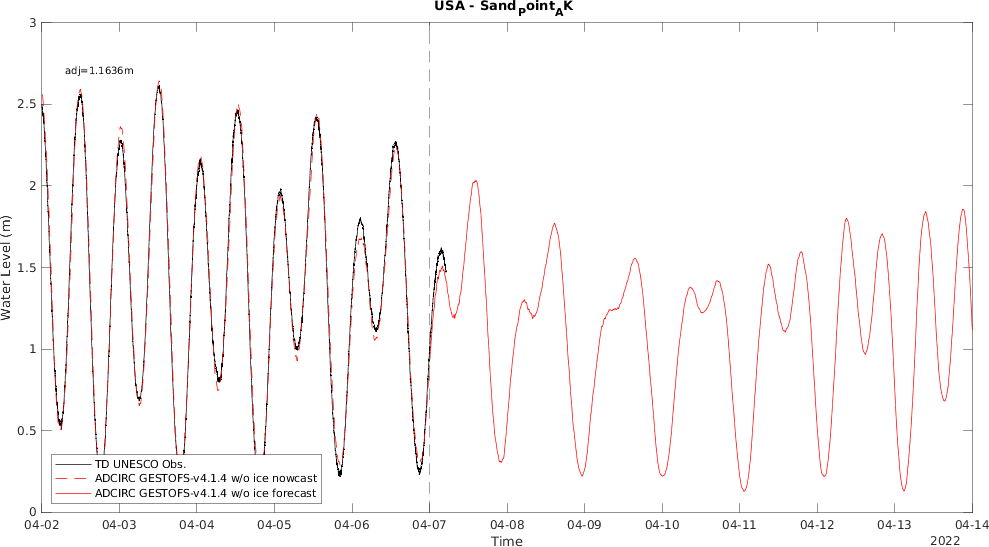 USA - Sand_Point_AK
adj=1.1636m
3
2.5
2
1.5
1
0.5
0
Water Level (m)
TD UNESCO Obs.
ADCIRC GESTOFS-v4.1.4 w/o ice nowcast
ADCIRC GESTOFS-v4.1.4 w/o ice forecast
04-02 04-03 04-04 04-05 04-06 04-07 04-08 04-09 04-10 04-11 04-12 04-13 04-14
Time
2022